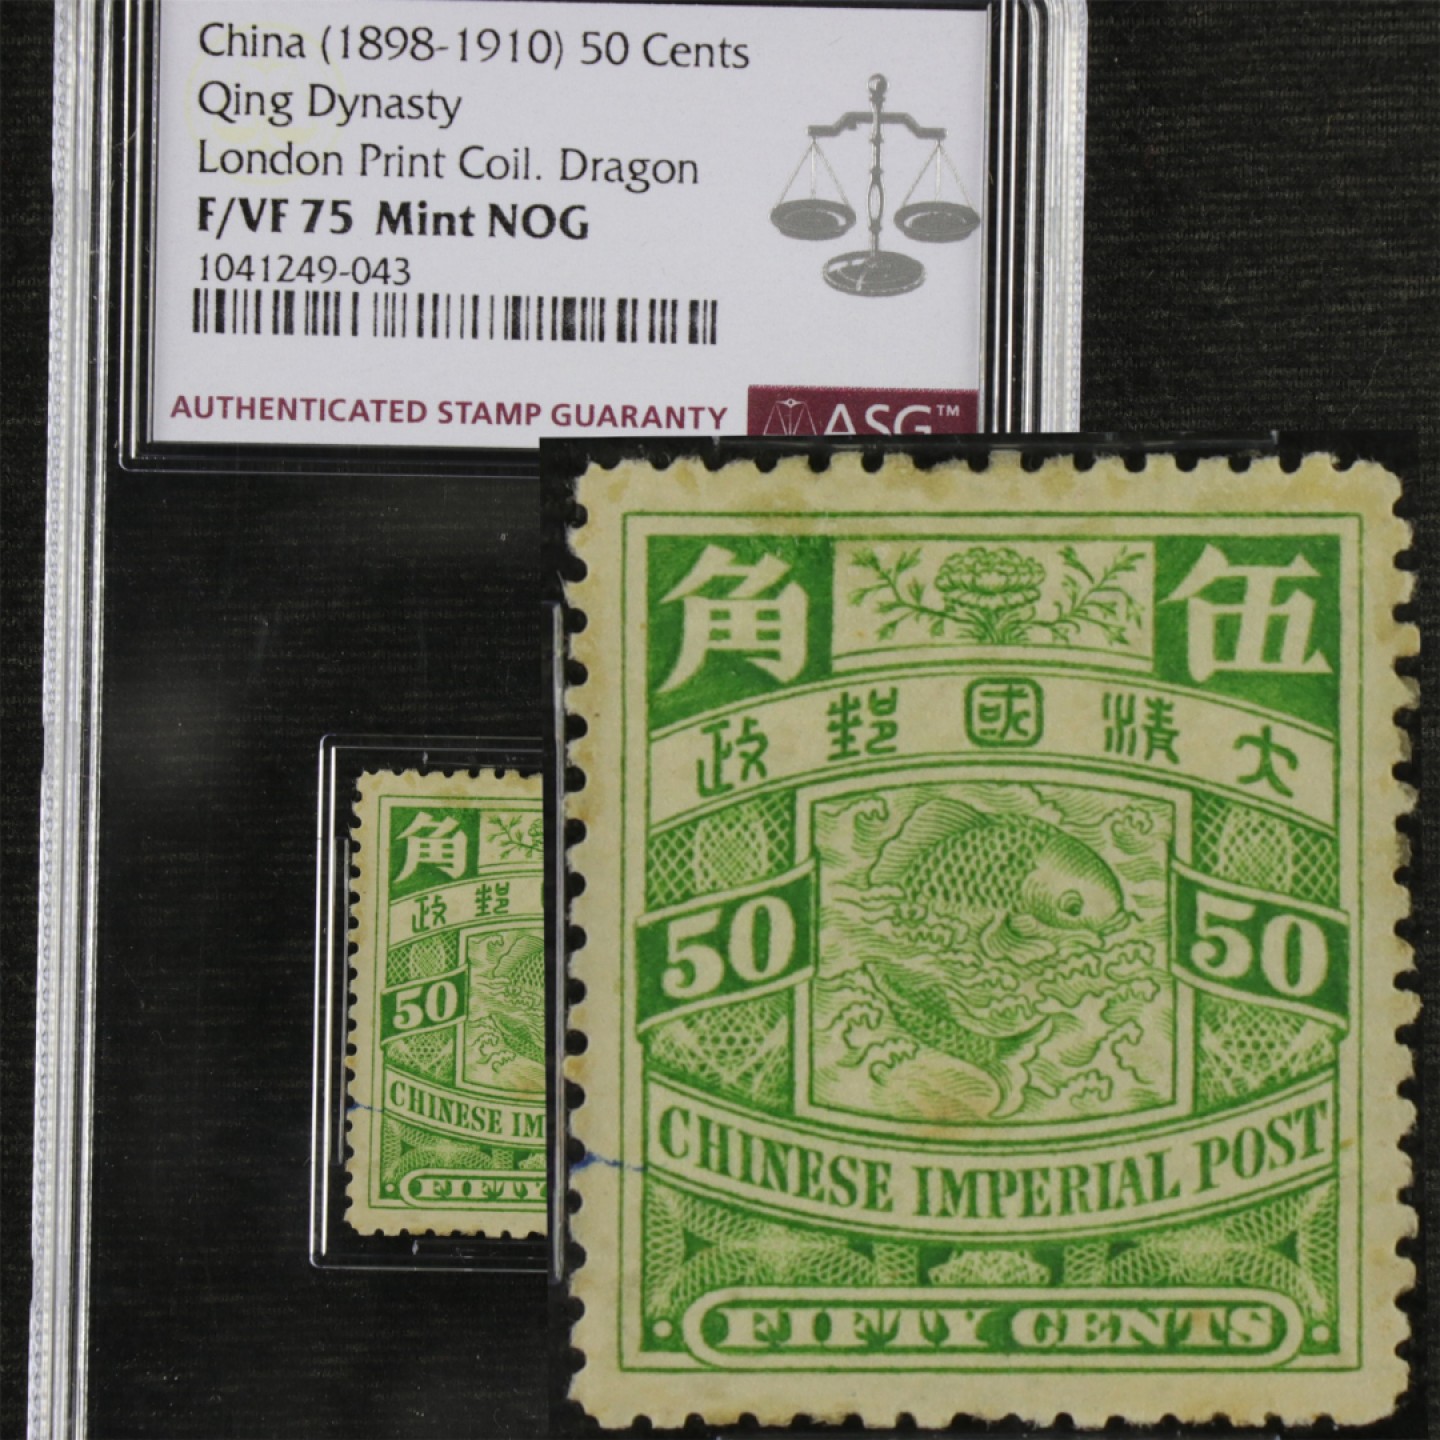 China (1898-1910) 50 Cents
Qing Dynasty
London Print Coil. Dragon
F/VF 75 Mint NOG
1041249-043
AUTHENTICATED STAMP GUARANTY
ASG™
角
政 郵
50
CHINESE IM
FIFTY
伍角
大清國郵政
50 50
CHINESE IMPERIAL POST
FIFTY CENTS